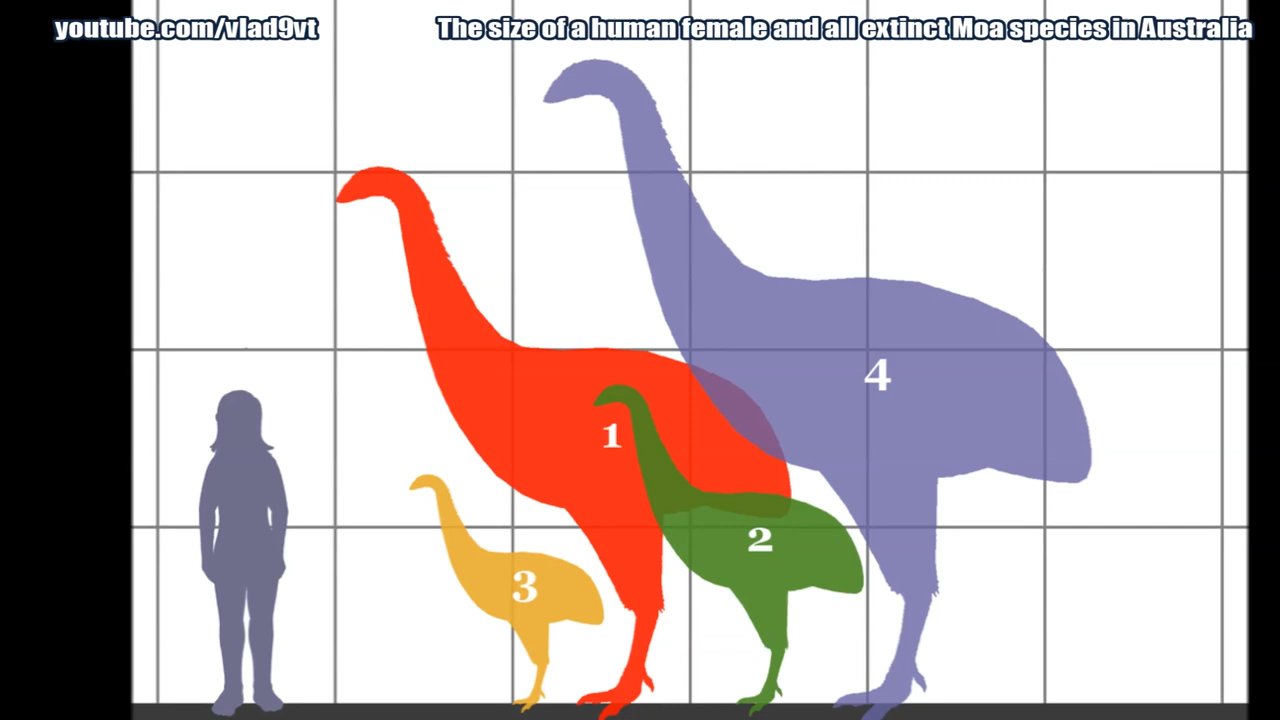 youtube.com/vlad9vt
The size of a human female and all extinct Moa species in Australia
4
1
2
3